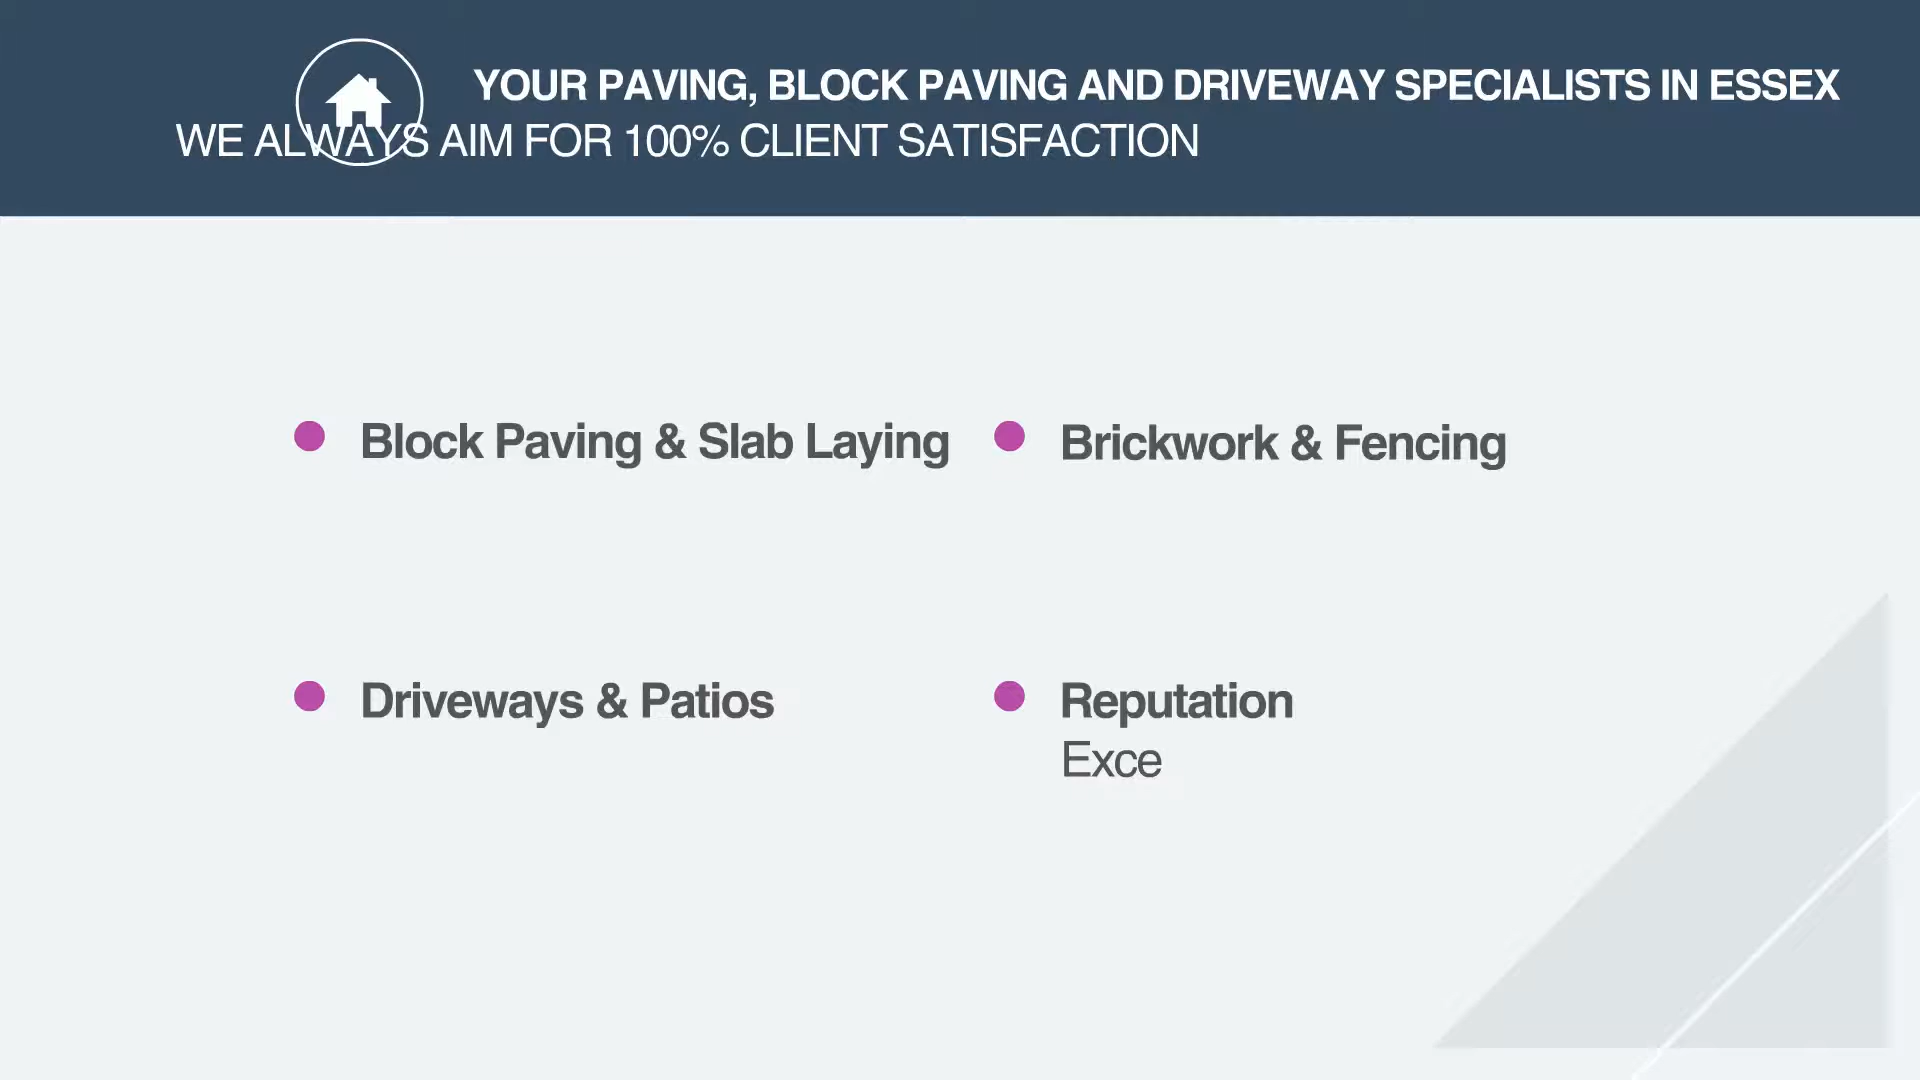 YOUR PAVING, BLOCK PAVING AND DRIVEWAY SPECIALISTS IN ESSEX
WE ALWAYS AIM FOR 100% CLIENT SATISFACTION
Block Paving & Slab Laying
Brickwork & Fencing
Driveways & Patios
Reputation
Exce